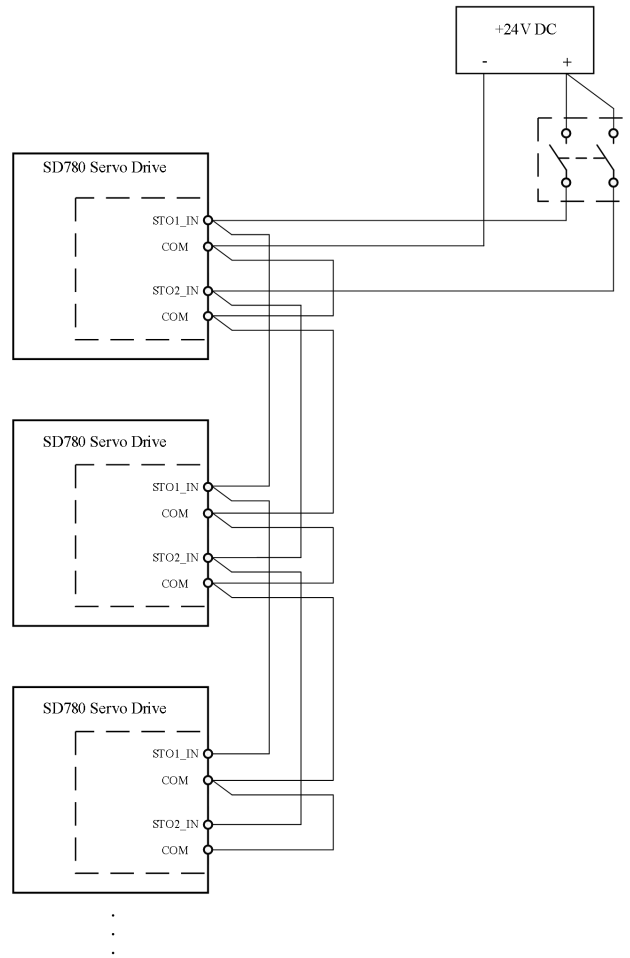 +24V DC
- +
SD780 Servo Drive
STO1_IN
COM
STO2_IN
COM
SD780 Servo Drive
STO1_IN
COM
STO2_IN
COM
SD780 Servo Drive
STO1_IN
COM
STO2_IN
COM